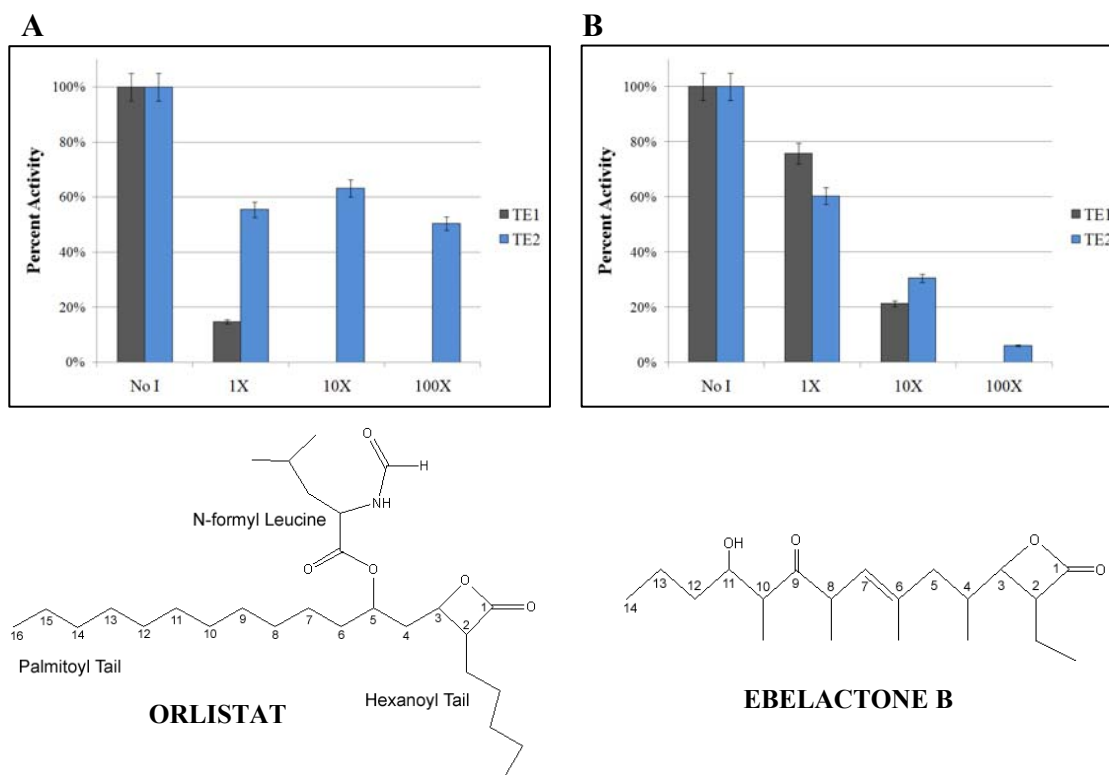 A
B
Percent Activity
100%
80%
60%
40%
20%
0%
No I
1X
10X
100X
TE1
TE2
Percent Activity
100%
80%
60%
40%
20%
0%
No I
1X
10X
100X
TE1
TE2
O
H
NH
N-formyl Leucine
O
O
O
1
O
3
2
4
5
6
7
8
9
10
11
12
13
14
15
16
Palmitoyl Tail
Hexanoyl Tail
ORLISTAT
OH
O
O
1
O
2
3
4
5
6
7
8
9
10
11
12
13
14
EBELACTONE B